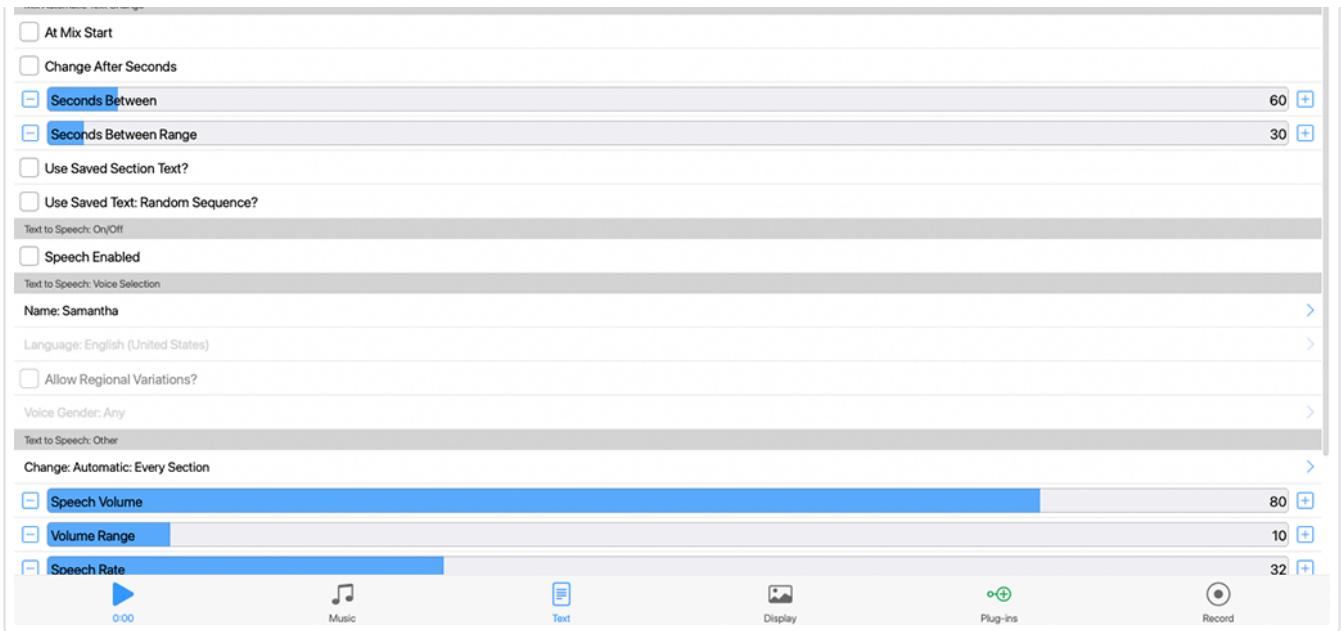 At Mix Start
Change After Seconds
Seconds Between 60
Seconds Between Range 30
Use Saved Section Text?
Use Saved Text: Random Sequence?
Text to Speech: On/Off
Speech Enabled
Text to Speech: Voice Selection
Name: Samantha
Language: English (United States)
Allow Regional Variations?
Voice Gender: Any
Text to Speech: Other
Change: Automatic: Every Section
Speech Volume 80
Volume Range 10
Speech Rate 32
0:00 Music Text Display Plug-ins Record